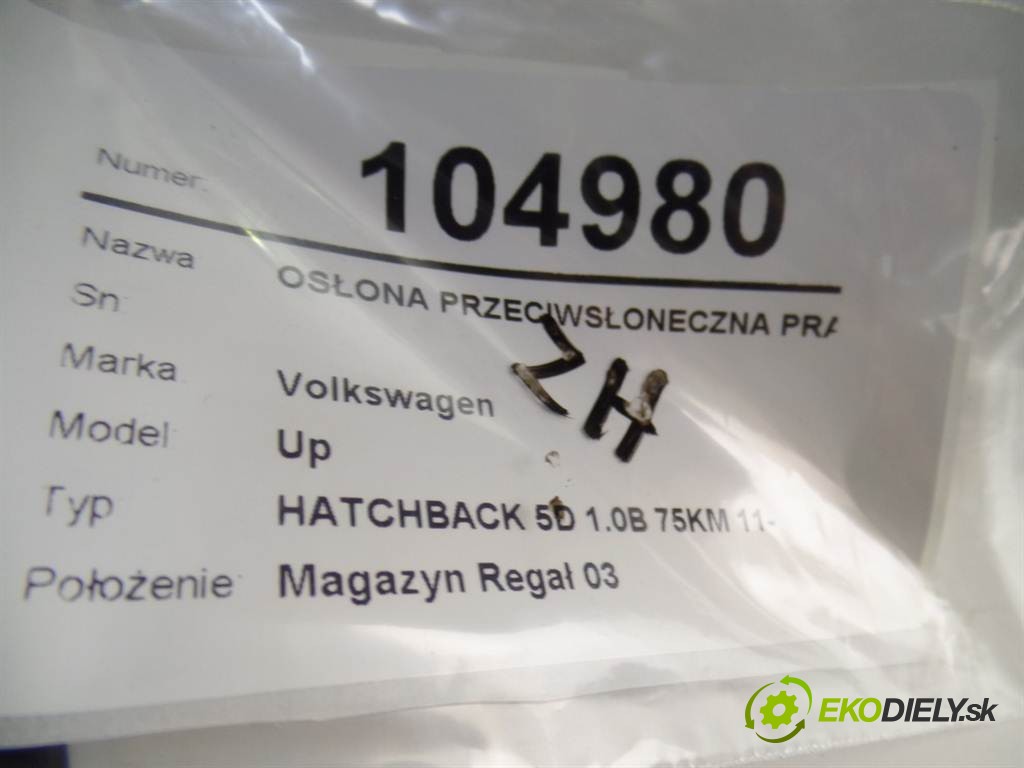 Numer: 104980
Nazwa OSŁONA PRZECIWSŁONECZNA PRA
Sn
Marka Volkswagen
Model Up
Typ HATCHBACK 5D 1.0B 75KM 11-
Położenie Magazyn Regał 03
ZH
EKODIELY.sk